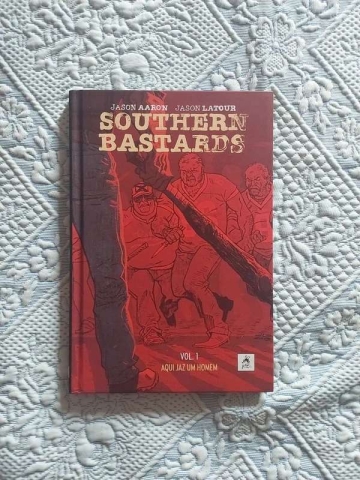 JASON AARON JASON LATOUR
SOUTHERN
BASTARDS
VOL. 1
AQUI JAZ UM HOMEM